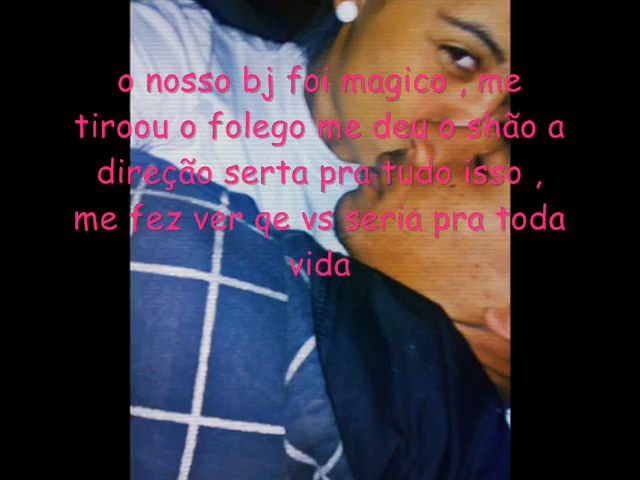 o nosso bj foi magico , me
tiroou o folego me deu o shão a
direção serta pra tudo isso ,
me fez ver qe vs seria pra toda
vida